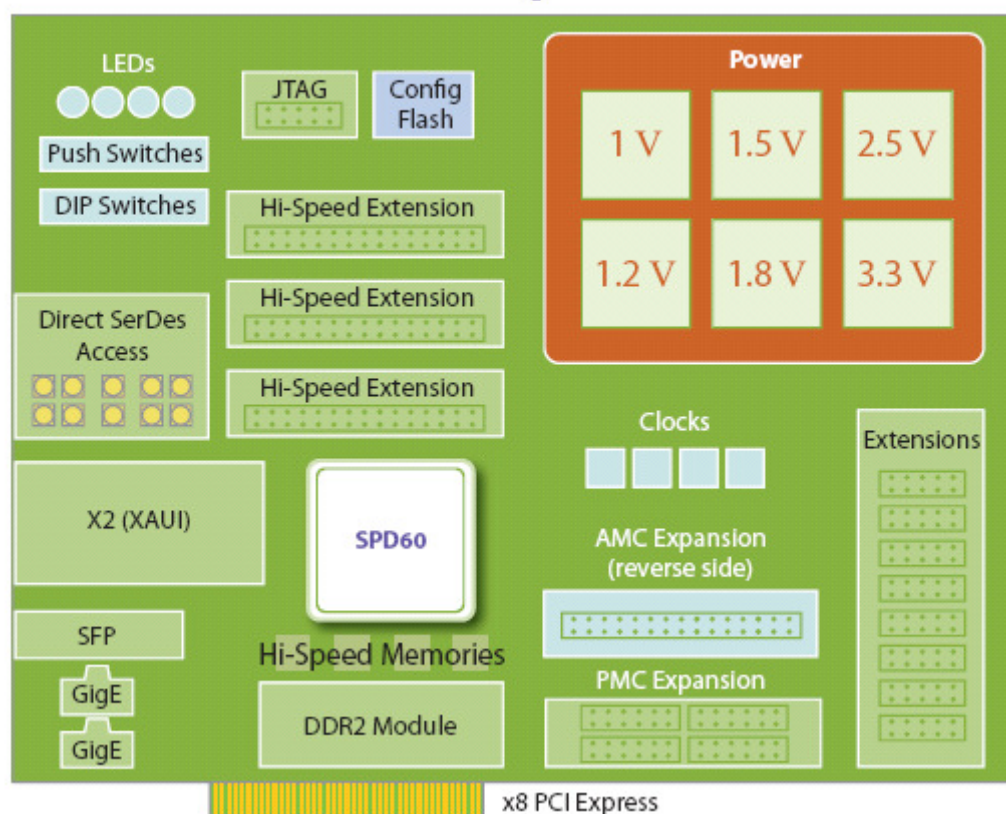 LEDs
JTAG
Config
Flash
Push Switches
DIP Switches
Power
1 V
1.5 V
2.5 V
1.2 V
1.8 V
3.3 V
Hi-Speed Extension
Hi-Speed Extension
Hi-Speed Extension
Direct SerDes
Access
Clocks
Extensions
X2 (XAUI)
SPD60
AMC Expansion
(reverse side)
SFP
Hi-Speed Memories
PMC Expansion
GigE
GigE
DDR2 Module
x8 PCI Express